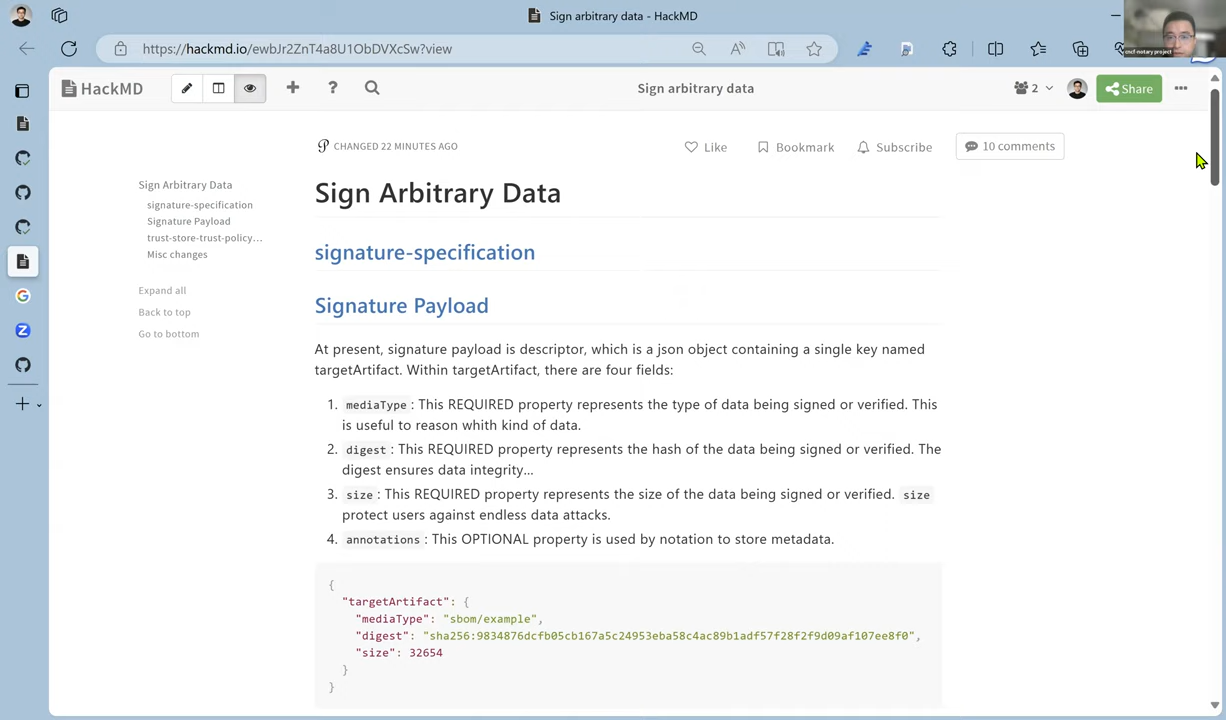 Sign arbitrary data - HackMD
https://hackmd.io/ewbJr2ZnT4a8U1ObDVXcSw?view
cncf-notary project
HackMD
Sign arbitrary data
2
Share
CHANGED 22 MINUTES AGO
Like
Bookmark
Subscribe
10 comments
Sign Arbitrary Data
signature-specification
Signature Payload
trust-store-trust-policy...
Misc changes
Expall all
Back to top
Go to bottom
Sign Arbitrary Data
signature-specification
Signature Payload
At present, signature payload is descriptor, which is a json object containing a single key named
targetArtifact. Within targetArtifact, there are four fields:
1. mediaType : This REQUIRED property represents the type of data being signed or verified. This
is useful to reason whith kind of data.
2. digest : This REQUIRED property represents the hash of the data being signed or verified. The
digest ensures data integrity...
3. size : This REQUIRED property represents the size of the data being signed or verified. size
protect users against endless data attacks.
4. annotations : This OPTIONAL property is used by notation to store metadata.
{
"targetArtifact": {
"mediaType": "sbom/example",
"digest": "sha256:9834876dcfb05cb167a5c24953eba58c4ac89b1adf57f28f2f9d09af107ee8f0",
"size": 32654
}
}